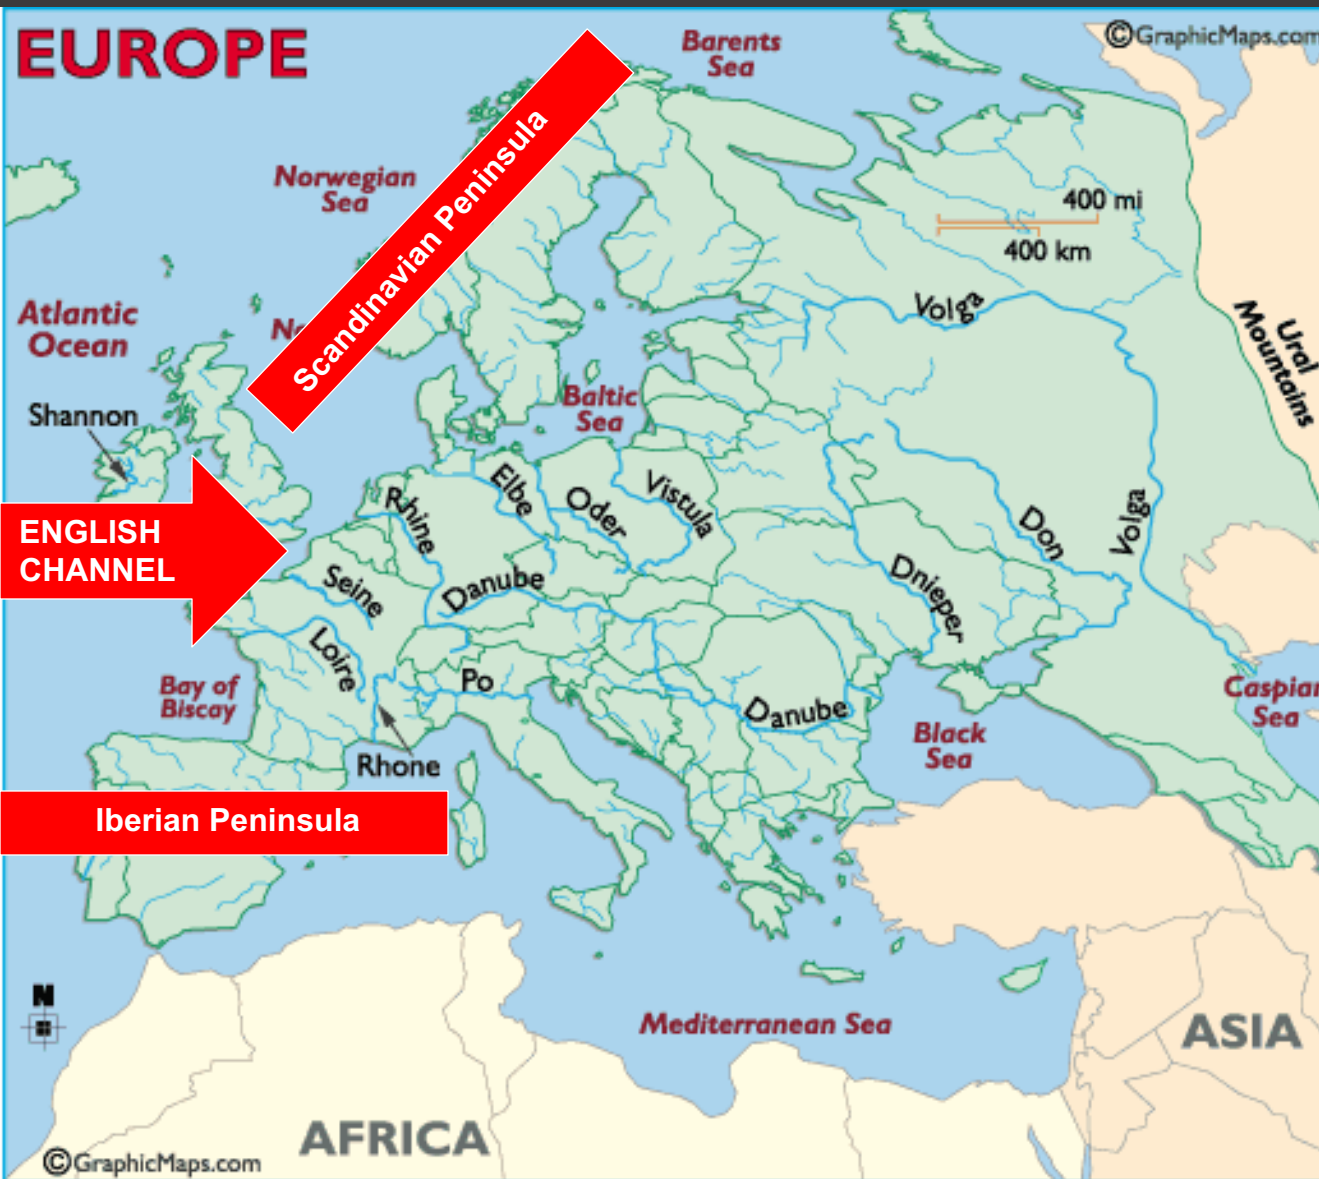 EUROPE
Barents
Sea
©GraphicMaps.com
Norwegian
Sea
Scandinavian Peninsula
400 mi
400 km
Atlantic
Ocean
Volga
Ural
Mountains
Shannon
Baltic
Sea
ENGLISH
CHANNEL
Rhine
Elbe
Oder
Vistula
Don
Volga
Seine
Danube
Dnieper
Loire
Bay of
Biscay
Po
Danube
Black
Sea
Caspian
Sea
Rhone
Iberian Peninsula
N
Mediterranean Sea
ASIA
AFRICA
©GraphicMaps.com